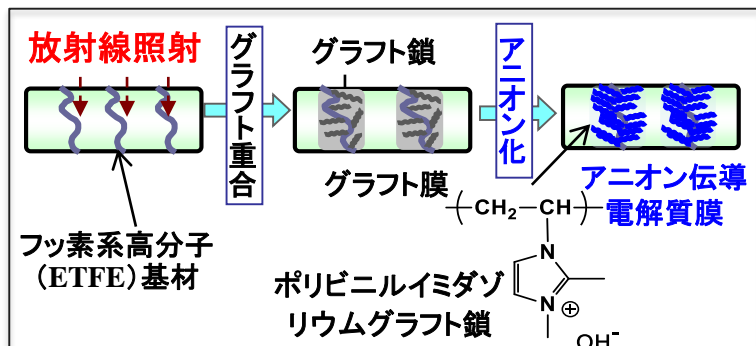 放射線照射
グラフト重合
グラフト鎖
アニオン化
グラフト膜
アニオン伝導
電解質膜
フッ素系高分子
(ETFE)基材
CH₂
CH
N
N
⊕
OH⁻
ポリビニルイミダゾ
リウムグラフト鎖